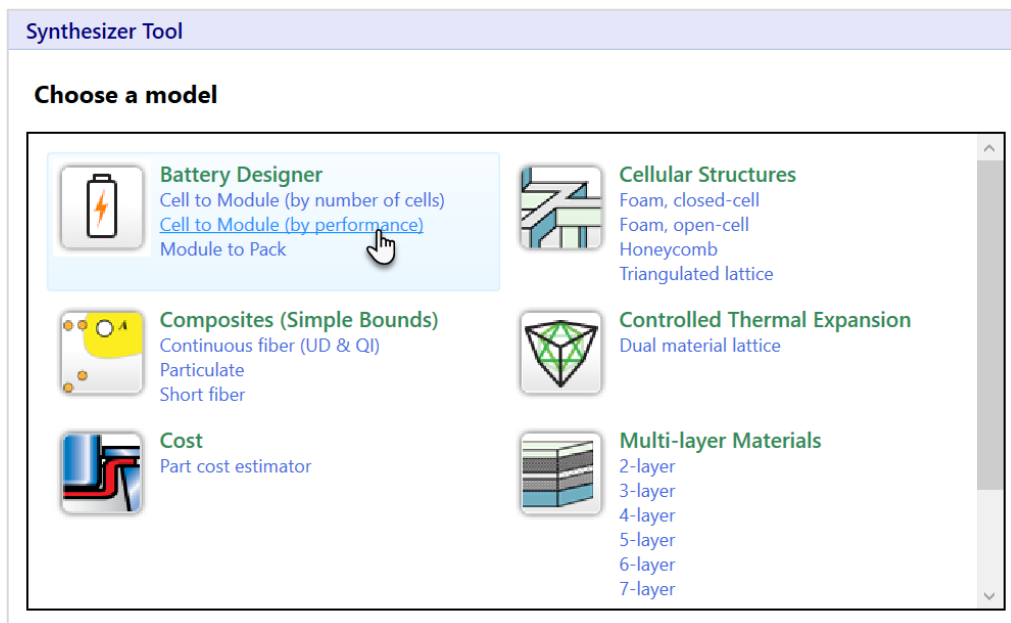 Synthesizer Tool
Choose a model
Battery Designer
Cell to Module (by number of cells)
Cell to Module (by performance)
Module to Pack
Cellular Structures
Foam, closed-cell
Foam, open-cell
Honeycomb
Triangulated lattice
Composites (Simple Bounds)
Continuous fiber (UD & QI)
Particulate
Short fiber
A
Controlled Thermal Expansion
Dual material lattice
Cost
Part cost estimator
Multi-layer Materials
2-layer
3-layer
4-layer
5-layer
6-layer
7-layer